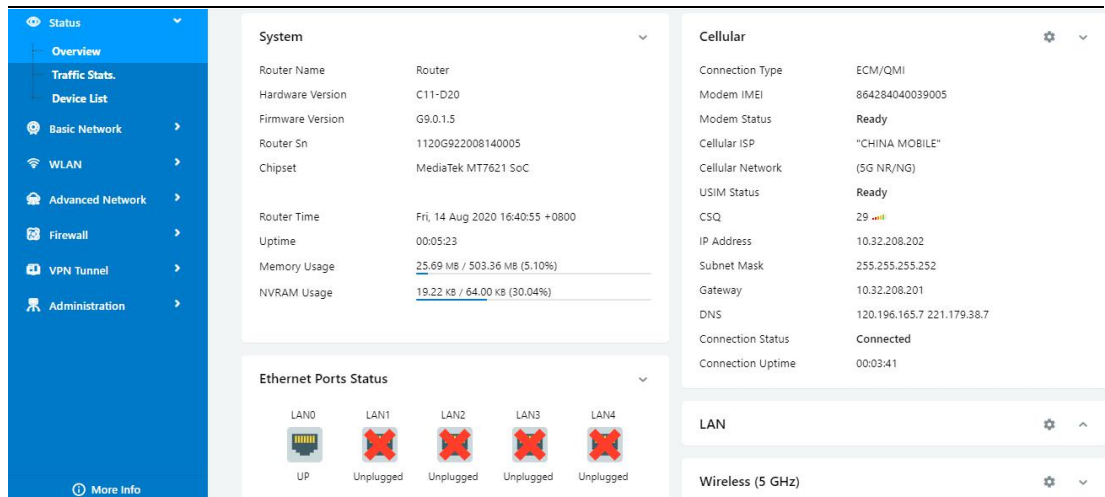 Status
Overview
Traffic Stats.
Device List
Basic Network
WLAN
Advanced Network
Firewall
VPN Tunnel
Administration
More Info
System
Router Name Router
Hardware Version C11-D20
Firmware Version G9.0.1.5
Router Sn 1120G922008140005
Chipset MediaTek MT7621 SoC
Router Time Fri, 14 Aug 2020 16:40:55 +0800
Uptime 00:05:23
Memory Usage 25.69 MB / 503.36 MB (5.10%)
NVRAM Usage 19.22 KB / 64.00 KB (30.04%)
Ethernet Ports Status
LAN0 LAN1 LAN2 LAN3 LAN4
UP Unplugged Unplugged Unplugged Unplugged
Cellular
Connection Type ECM/QMI
Modem IMEI 864284040039005
Modem Status Ready
Cellular ISP "CHINA MOBILE"
Cellular Network (5G NR/NG)
USIM Status Ready
CSQ 29
IP Address 10.32.208.202
Subnet Mask 255.255.255.252
Gateway 10.32.208.201
DNS 120.196.165.7 221.179.38.7
Connection Status Connected
Connection Uptime 00:03:41
LAN
Wireless (5 GHz)